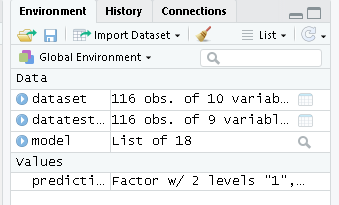 Environment History Connections
Import Dataset List
Global Environment
Data
dataset 116 obs. of 10 variab...
datatest... 116 obs. of 9 variabl...
model List of 18
Values
predicti... Factor w/ 2 levels "1",...